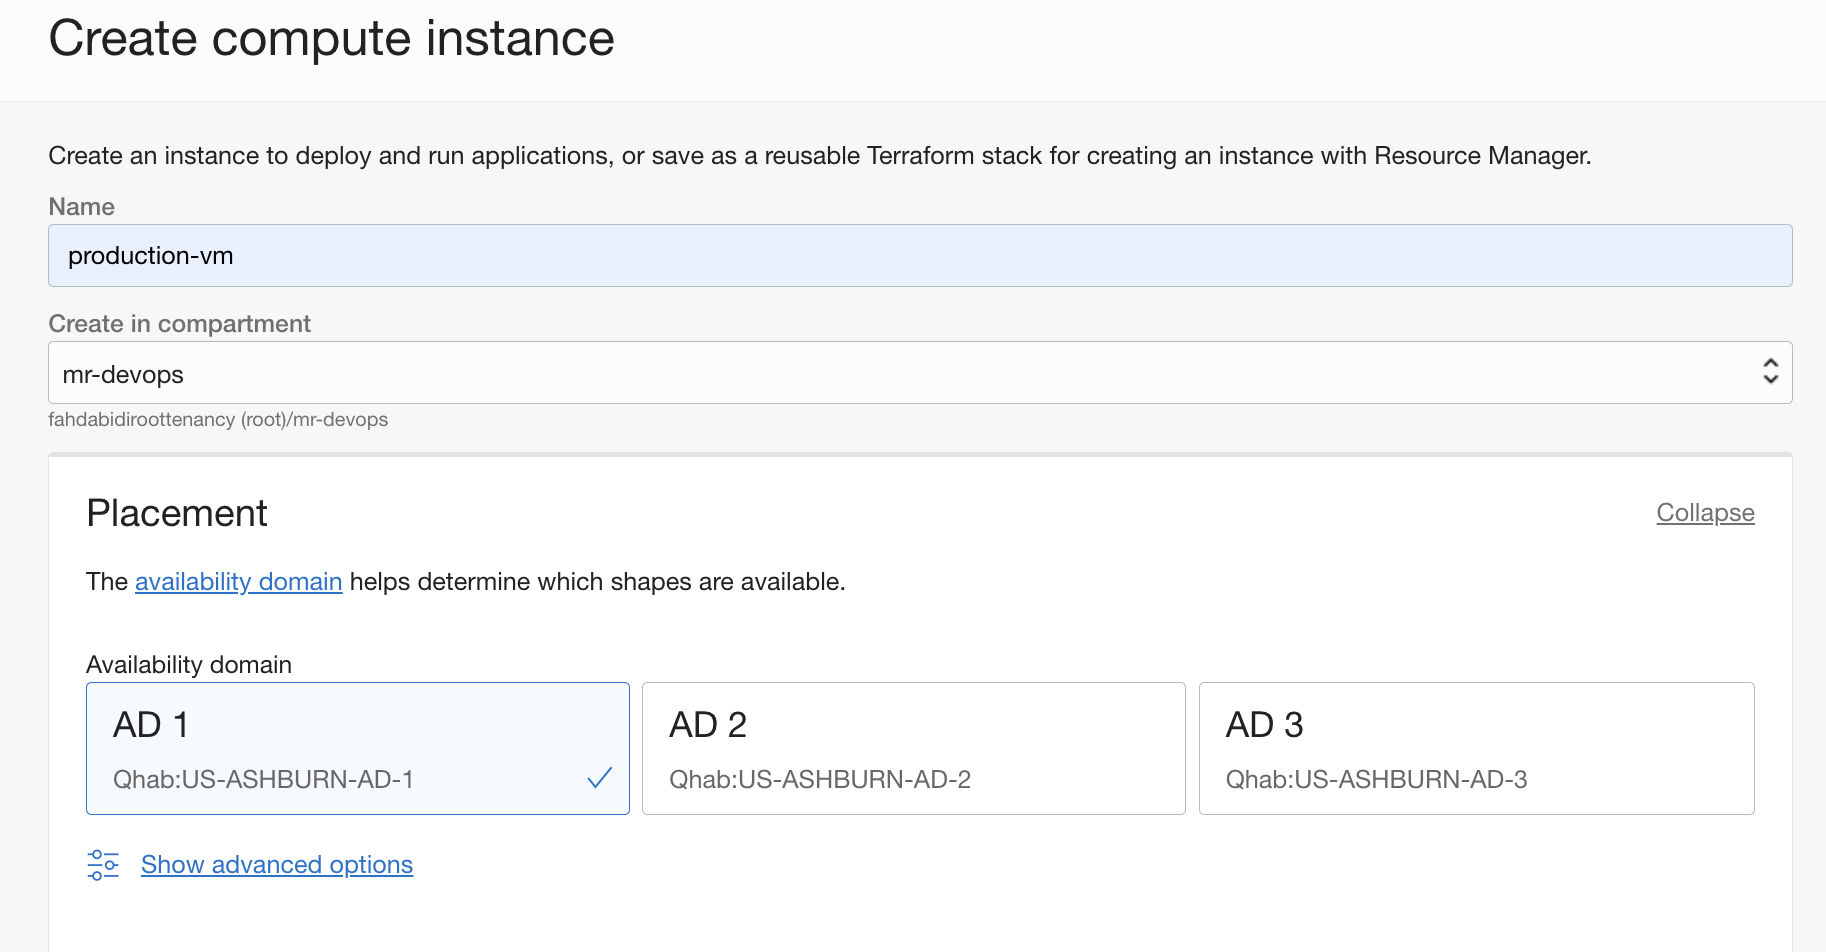 Create compute instance
Create an instance to deploy and run applications, or save as a reusable Terraform stack for creating an instance with Resource Manager.
Name
production-vm
Create in compartment
mr-devops
fahdabidiroottenancy (root)/mr-devops
Placement
Collapse
The availability domain helps determine which shapes are available.
Availability domain
AD 1
Qhab:US-ASHBURN-AD-1
AD 2
Qhab:US-ASHBURN-AD-2
AD 3
Qhab:US-ASHBURN-AD-3
Show advanced options